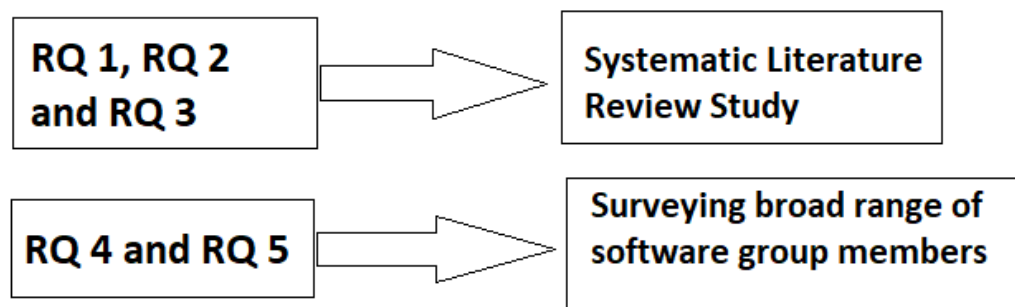 RQ 1, RQ 2
and RQ 3
Systematic Literature
Review Study
RQ 4 and RQ 5
Surveying broad range of
software group members